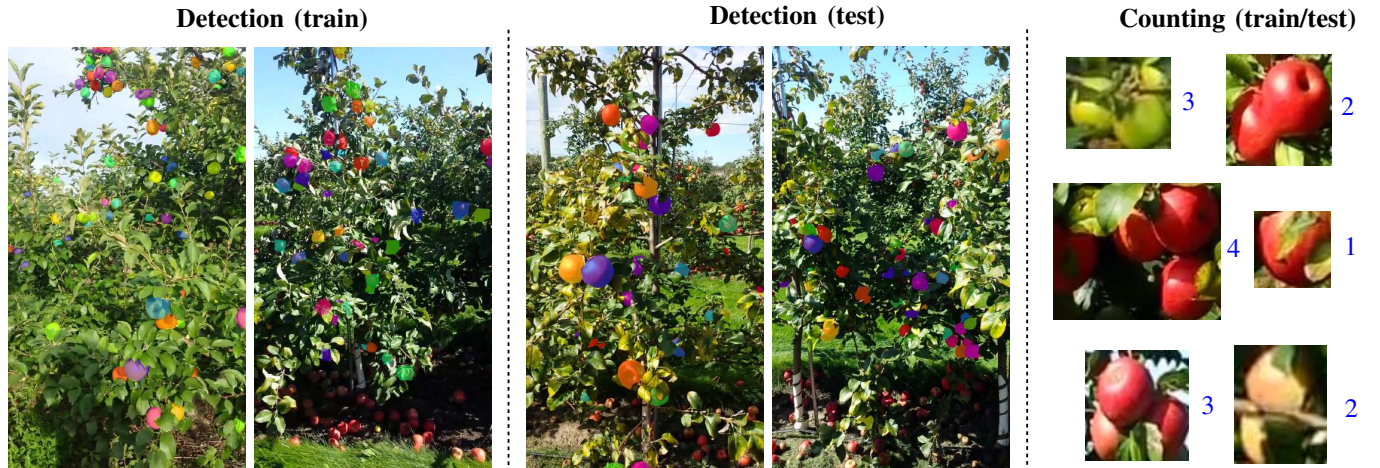 Detection (train)
Detection (test)
Counting (train/test)
3
2
4
1
3
2